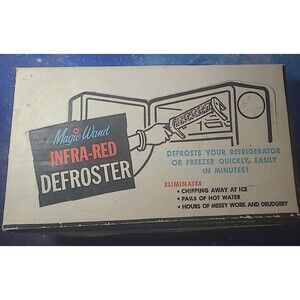 Magic Wand
INFRA-RED
DEFROSTER
DEFROSTS YOUR REFRIGERATOR
OR FREEZER QUICKLY, EASILY
IN MINUTES!
ELIMINATES
• CHIPPING AWAY AT ICE
• PAILS OF HOT WATER
• HOURS OF MESSY WORK AND DRUDGERY